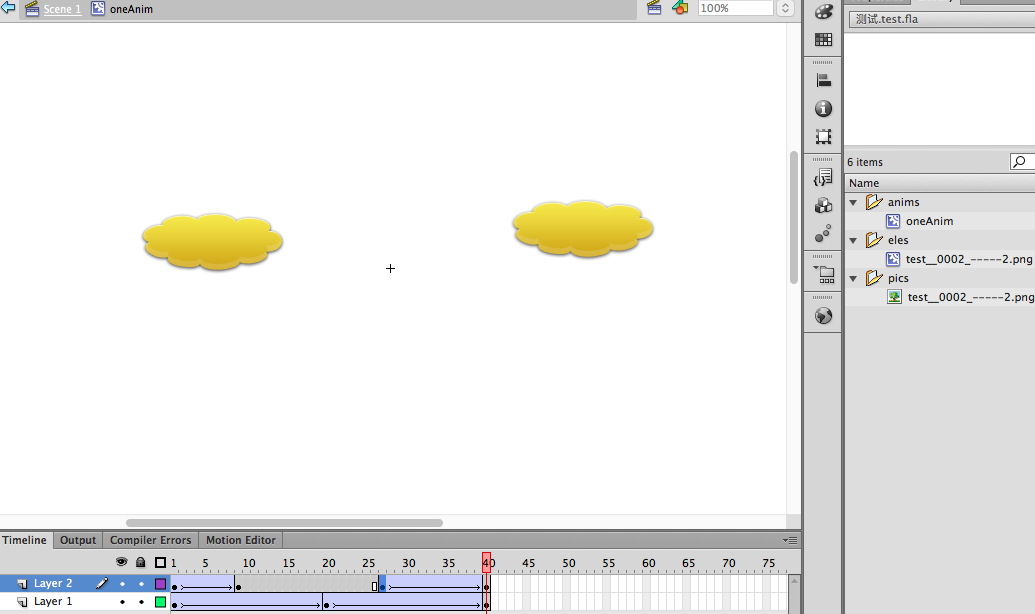 Scene 1 oneAnim 100%
测试.test.fla
6 items
Name
anims
oneAnim
eles
test__0002_-----2.png
pics
test__0002_-----2.png
Timeline Output Compiler Errors Motion Editor
1 5 10 15 20 25 30 35 40 45 50 55 60 65 70 75
Layer 2
Layer 1